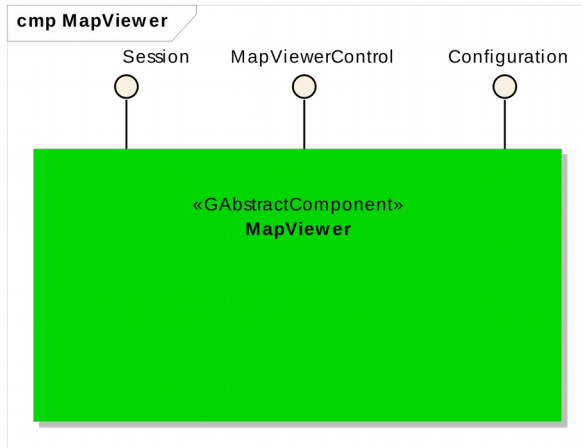 cmp MapViewer
Session MapViewerControl Configuration
«GAbstractComponent»
MapViewer